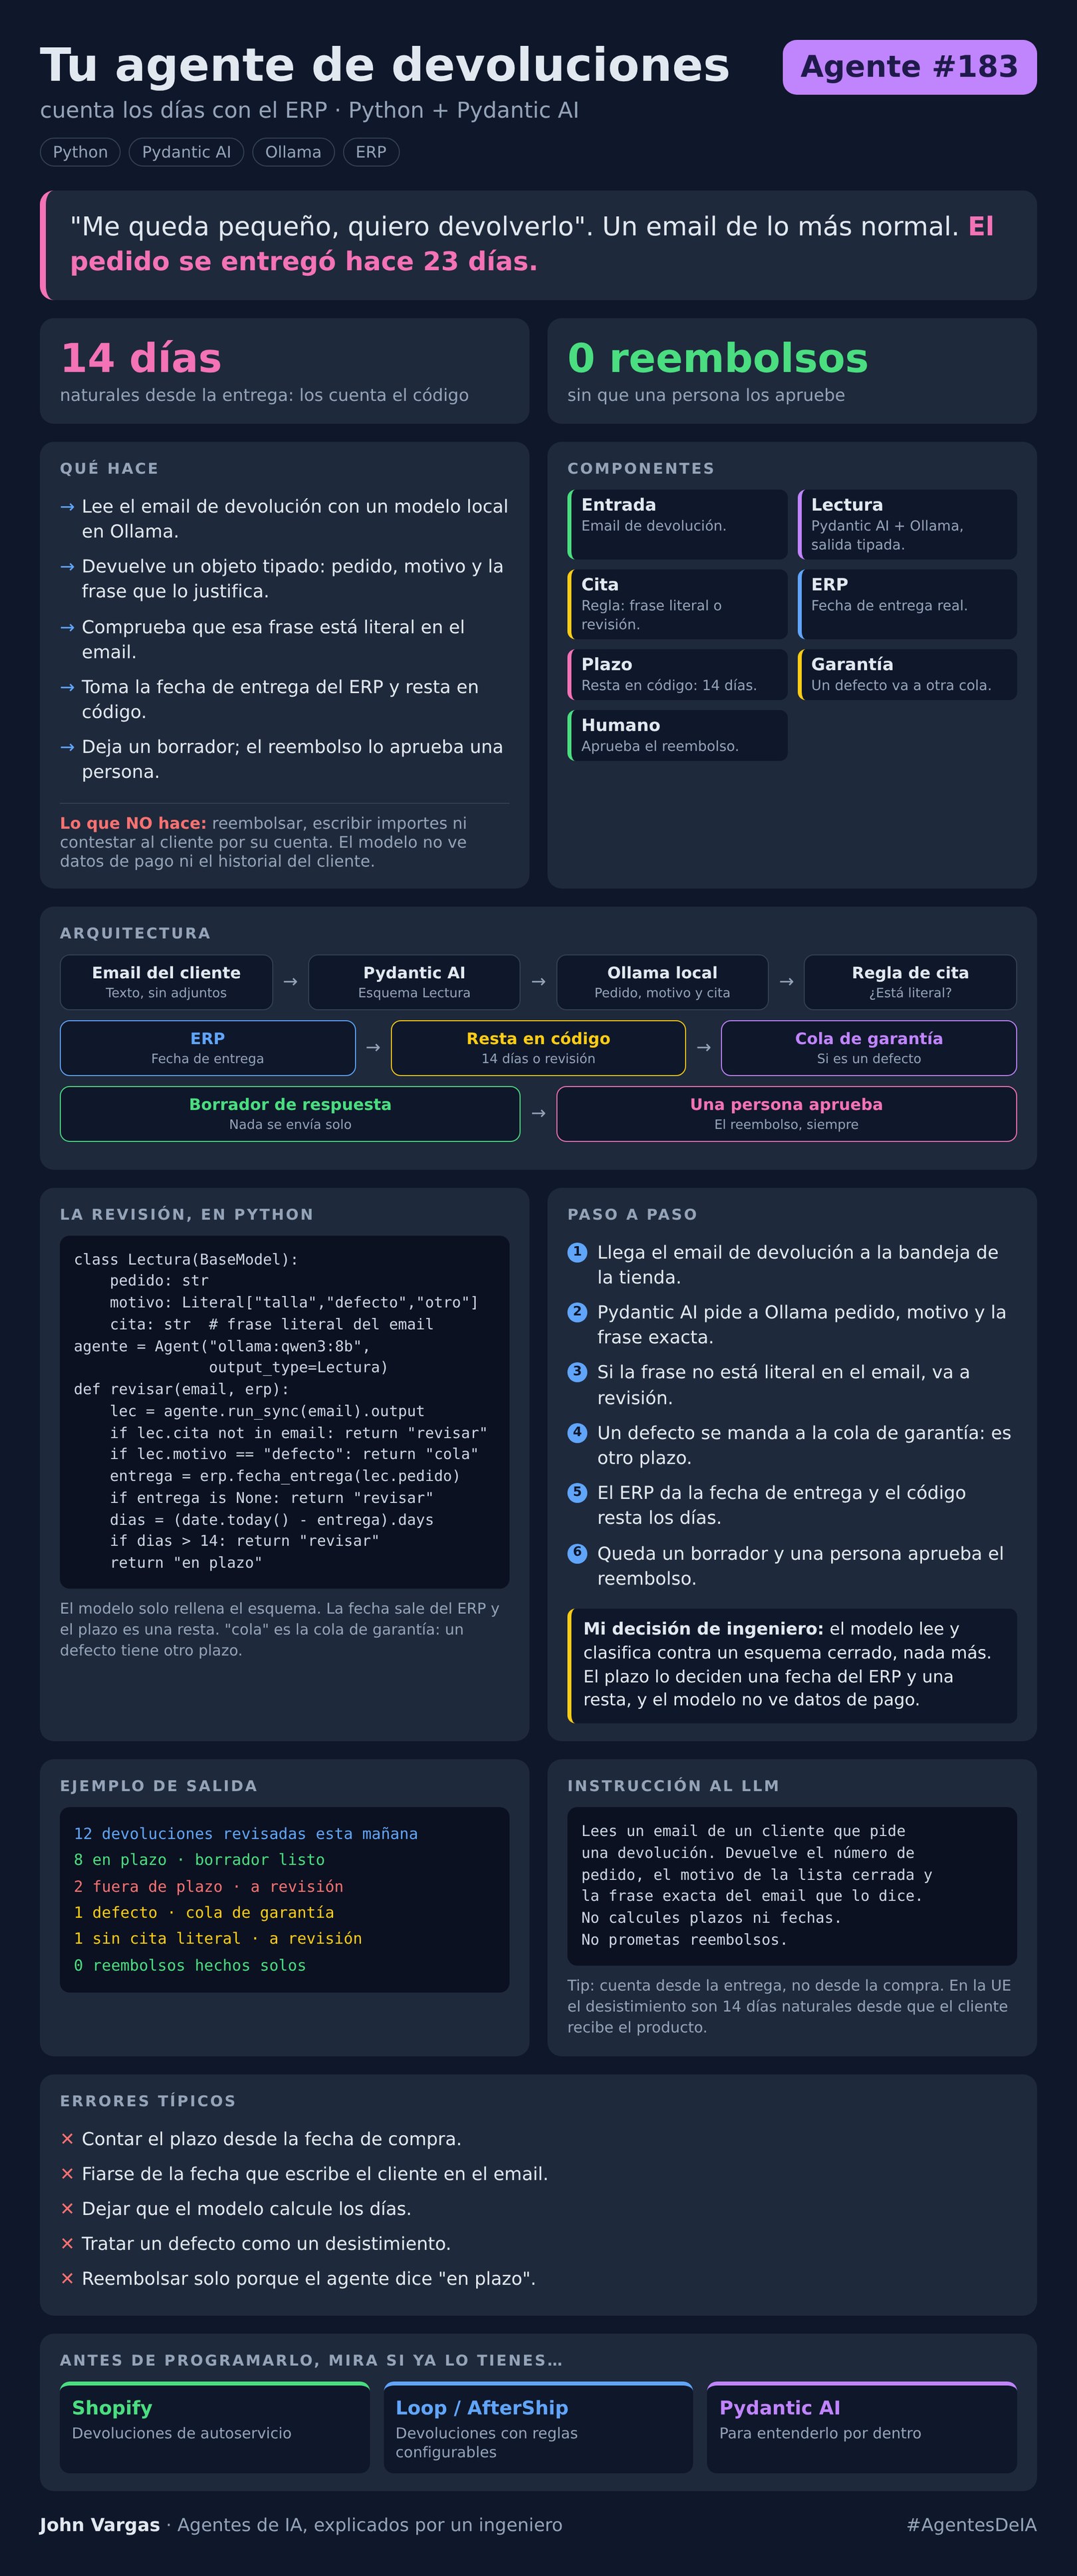 Tu agente de devoluciones
Agente #183
cuenta los días con el ERP · Python + Pydantic AI
Python
Pydantic AI
Ollama
ERP
"Me queda pequeño, quiero devolverlo". Un email de lo más normal. El
pedido se entregó hace 23 días.
14 días
naturales desde la entrega: los cuenta el código
0 reembolsos
sin que una persona los apruebe
QUÉ HACE
→ Lee el email de devolución con un modelo local
en Ollama.
→ Devuelve un objeto tipado: pedido, motivo y la
frase que lo justifica.
→ Comprueba que esa frase está literal en el
email.
→ Toma la fecha de entrega del ERP y resta en
código.
→ Deja un borrador; el reembolso lo aprueba una
persona.
Lo que NO hace: reembolsar, escribir importes ni
contestar al cliente por su cuenta. El modelo no ve
datos de pago ni el historial del cliente.
COMPONENTES
Entrada
Email de devolución.
Lectura
Pydantic AI + Ollama,
salida tipada.
Cita
Regla: frase literal o
revisión.
ERP
Fecha de entrega real.
Plazo
Resta en código: 14 días.
Garantía
Un defecto va a otra cola.
Humano
Aprueba el reembolso.
ARQUITECTURA
Email del cliente
Texto, sin adjuntos
→
Pydantic AI
Esquema Lectura
→
Ollama local
Pedido, motivo y cita
→
Regla de cita
¿Está literal?
ERP
Fecha de entrega
→
Resta en código
14 días o revisión
→
Cola de garantía
Si es un defecto
Borrador de respuesta
Nada se envía solo
→
Una persona aprueba
El reembolso, siempre
LA REVISIÓN, EN PYTHON
class Lectura(BaseModel):
    pedido: str
    motivo: Literal["talla","defecto","otro"]
    cita: str  # frase literal del email
agente = Agent("ollama:qwen3:8b",
               output_type=Lectura)
def revisar(email, erp):
    lec = agente.run_sync(email).output
    if lec.cita not in email: return "revisar"
    if lec.motivo == "defecto": return "cola"
    entrega = erp.fecha_entrega(lec.pedido)
    if entrega is None: return "revisar"
    dias = (date.today() - entrega).days
    if dias > 14: return "revisar"
    return "en plazo"
El modelo solo rellena el esquema. La fecha sale del ERP y
el plazo es una resta. "cola" es la cola de garantía: un
defecto tiene otro plazo.
PASO A PASO
1 Llega el email de devolución a la bandeja de
la tienda.
2 Pydantic AI pide a Ollama pedido, motivo y la
frase exacta.
3 Si la frase no está literal en el email, va a
revisión.
4 Un defecto se manda a la cola de garantía: es
otro plazo.
5 El ERP da la fecha de entrega y el código
resta los días.
6 Queda un borrador y una persona aprueba el
reembolso.
Mi decisión de ingeniero: el modelo lee y
clasifica contra un esquema cerrado, nada más.
El plazo lo deciden una fecha del ERP y una
resta, y el modelo no ve datos de pago.
EJEMPLO DE SALIDA
12 devoluciones revisadas esta mañana
8 en plazo · borrador listo
2 fuera de plazo · a revisión
1 defecto · cola de garantía
1 sin cita literal · a revisión
0 reembolsos hechos solos
INSTRUCCIÓN AL LLM
Lees un email de un cliente que pide
una devolución. Devuelve el número de
pedido, el motivo de la lista cerrada y
la frase exacta del email que lo dice.
No calcules plazos ni fechas.
No prometas reembolsos.
Tip: cuenta desde la entrega, no desde la compra. En la UE
el desistimiento son 14 días naturales desde que el cliente
recibe el producto.
ERRORES TÍPICOS
✕ Contar el plazo desde la fecha de compra.
✕ Fiarse de la fecha que escribe el cliente en el email.
✕ Dejar que el modelo calcule los días.
✕ Tratar un defecto como un desistimiento.
✕ Reembolsar solo porque el agente dice "en plazo".
ANTES DE PROGRAMARLO, MIRA SI YA LO TIENES…
Shopify
Devoluciones de autoservicio
Loop / AfterShip
Devoluciones con reglas
configurables
Pydantic AI
Para entenderlo por dentro
John Vargas · Agentes de IA, explicados por un ingeniero
#AgentesDeIA